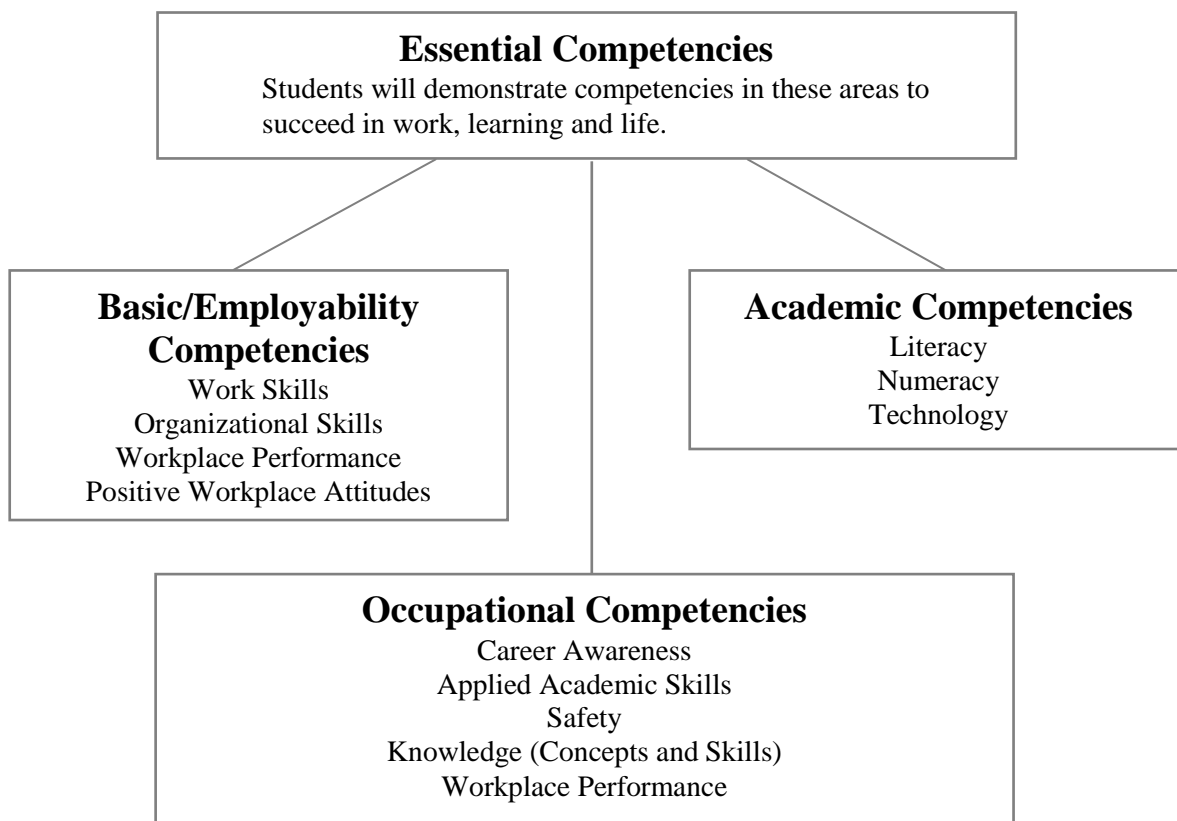 Essential Competencies
Students will demonstrate competencies in these areas to
succeed in work, learning and life.
Basic/Employability
Competencies
Work Skills
Organizational Skills
Workplace Performance
Positive Workplace Attitudes
Academic Competencies
Literacy
Numeracy
Technology
Occupational Competencies
Career Awareness
Applied Academic Skills
Safety
Knowledge (Concepts and Skills)
Workplace Performance